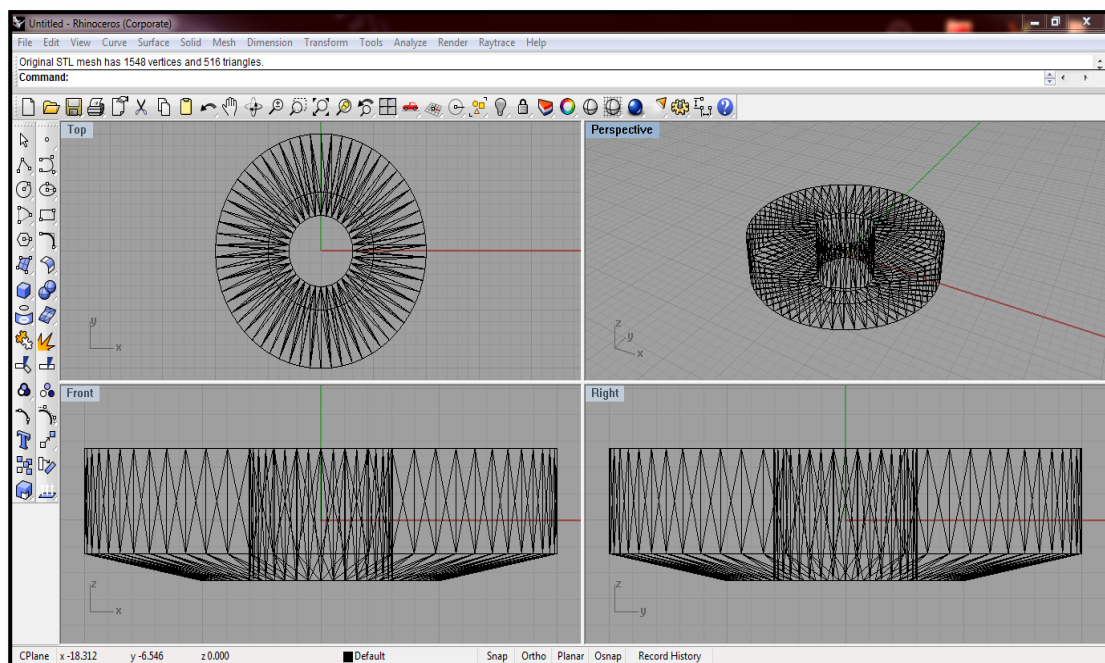 Untitled - Rhinoceros (Corporate)
File Edit View Curve Surface Solid Mesh Dimension Transform Tools Analyze Render Raytrace Help
Original STL mesh has 1548 vertices and 516 triangles.
Command:
Top
Perspective
y
x
z
y
x
Front
Right
z
x
z
y
CPlane x -18.312 y -6.546 z 0.000 Default Snap Ortho Planar Osnap Record History